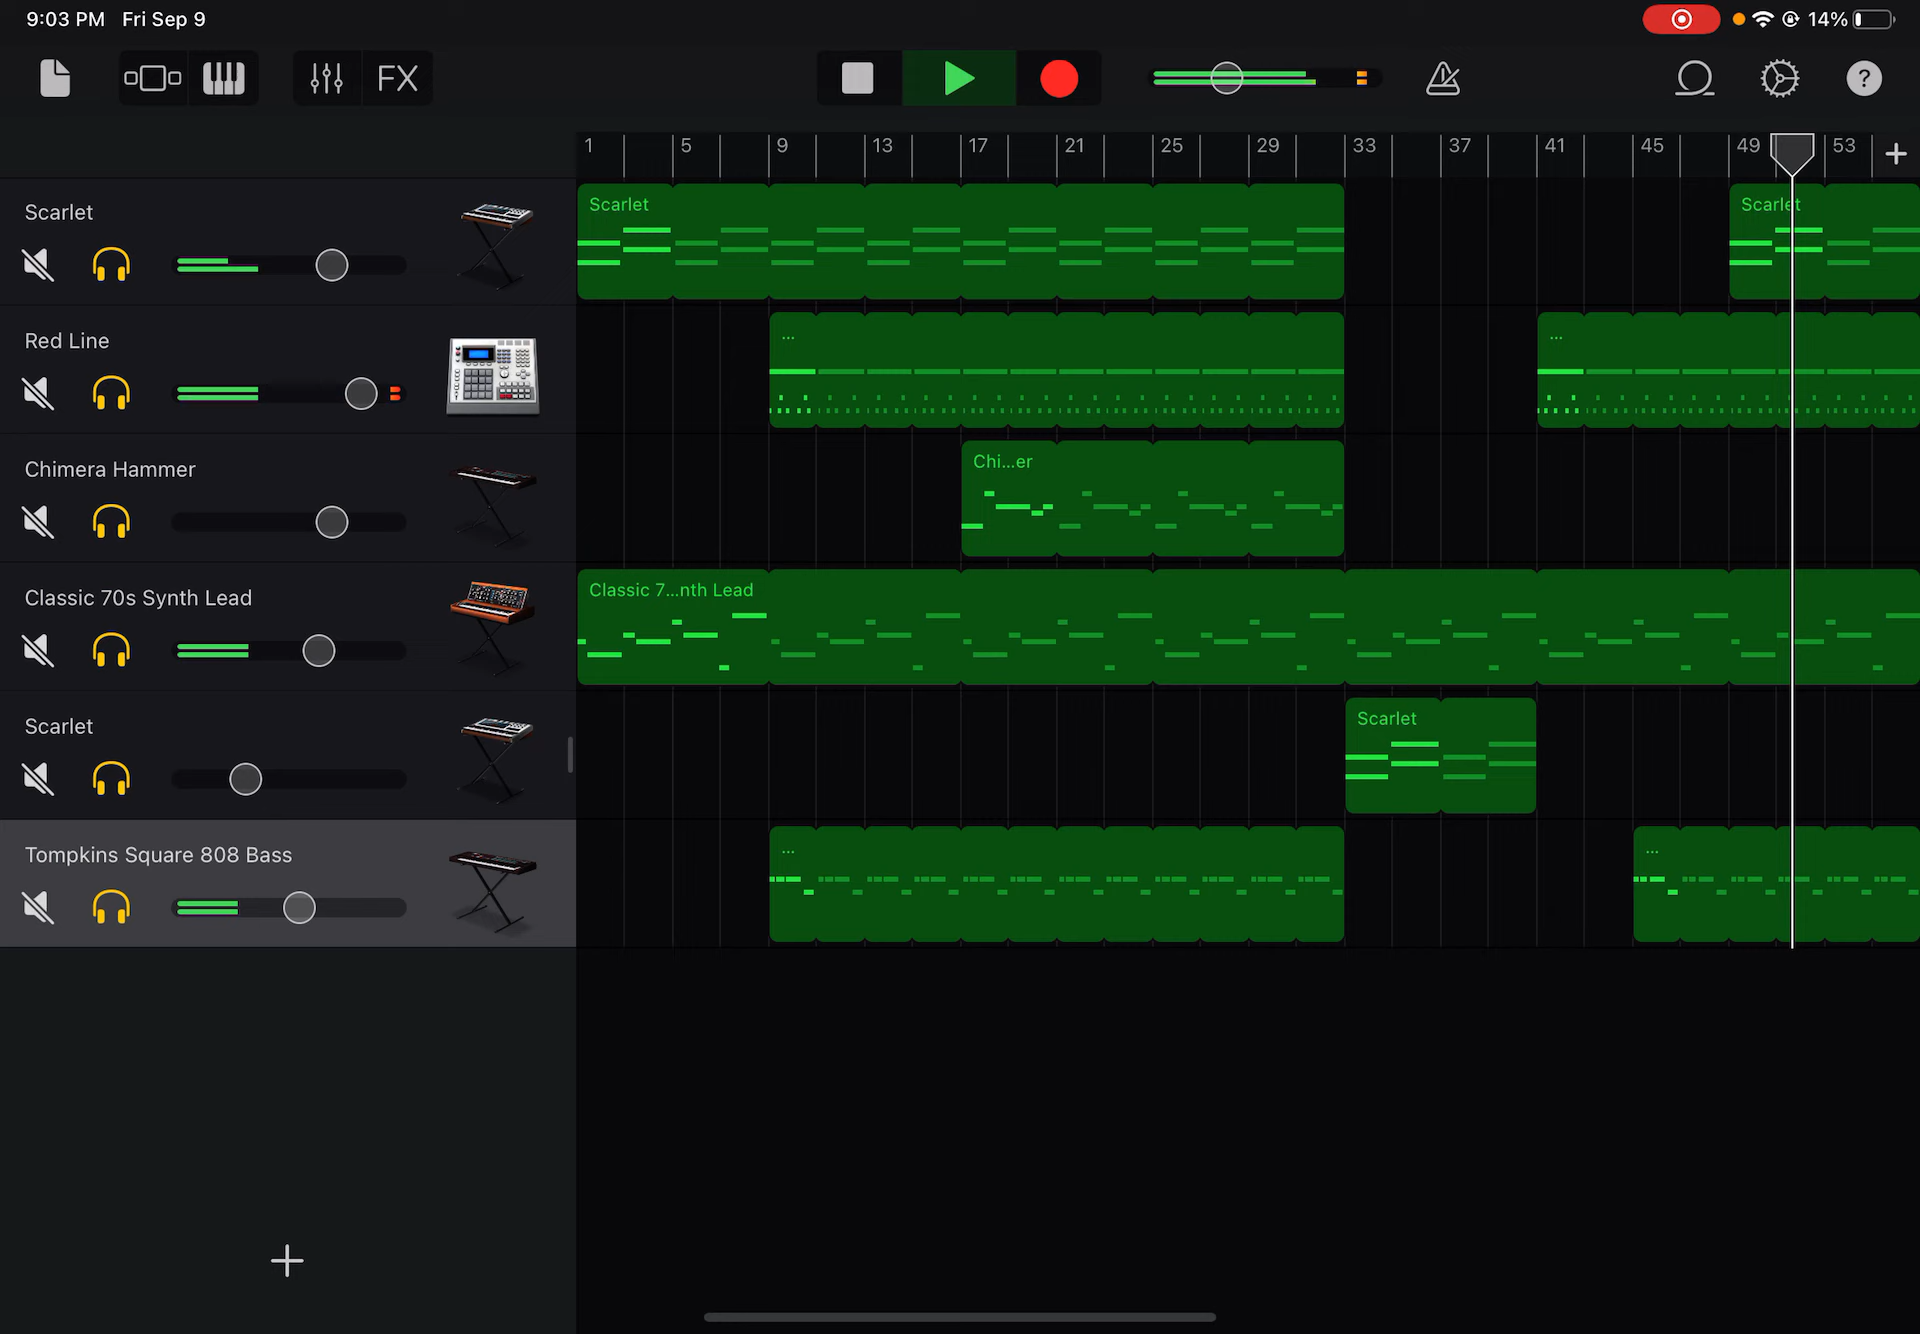 9:03 PM Fri Sep 9
14%
FX
?
1 5 9 13 17 21 25 29 33 37 41 45 49 53
Scarlet
Scarlet
Scarlet
Red Line
...
...
Chimera Hammer
Chi...er
Classic 70s Synth Lead
Classic 7...nth Lead
Scarlet
Scarlet
Tompkins Square 808 Bass
...
...